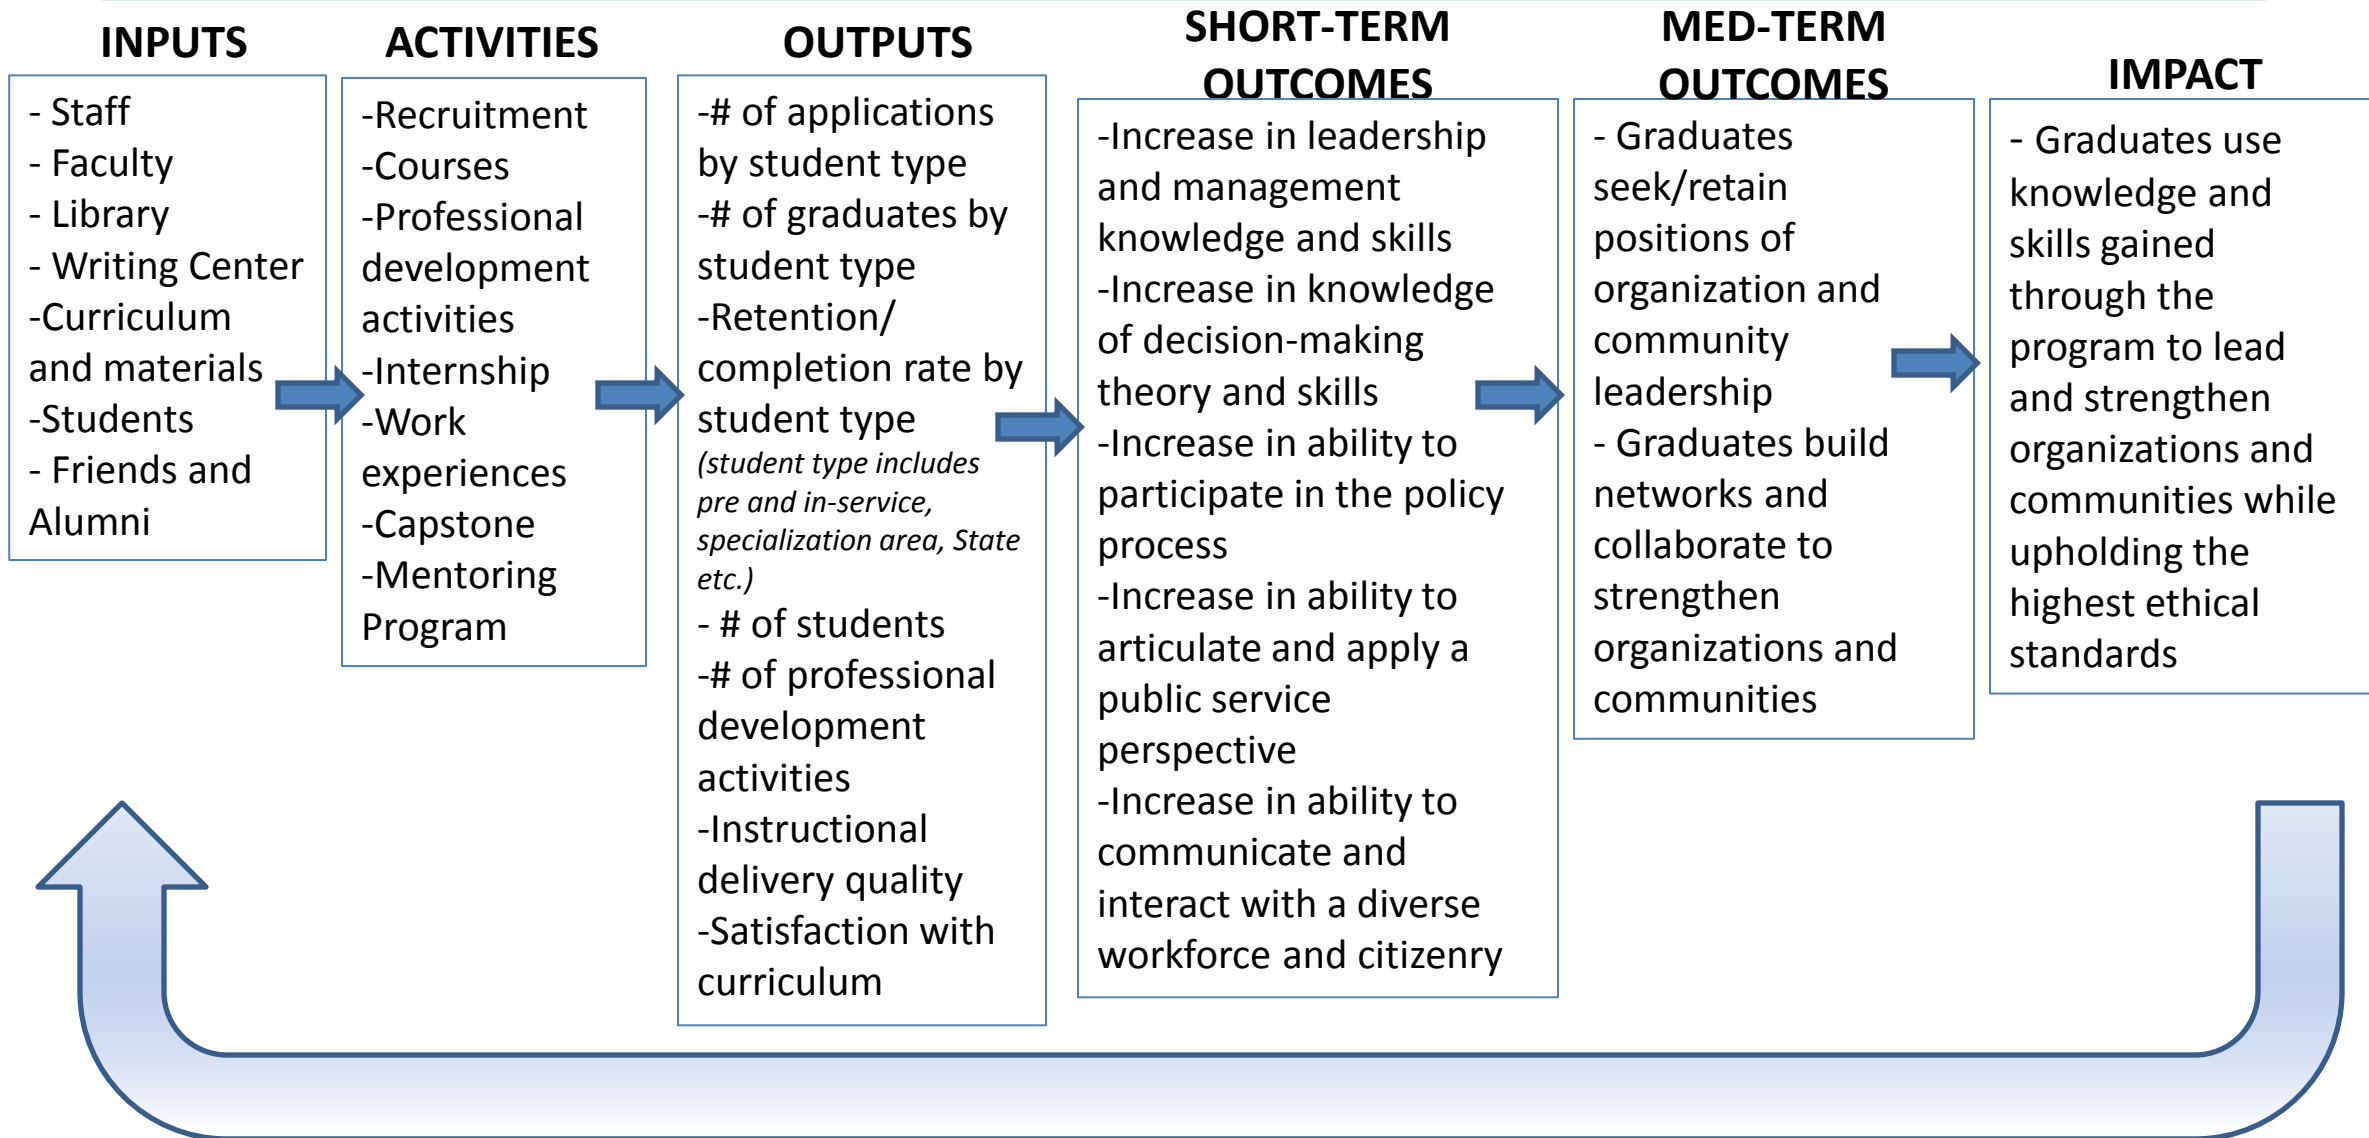 INPUTS
- Staff
- Faculty
- Library
- Writing Center
-Curriculum
and materials
-Students
- Friends and
Alumni
ACTIVITIES
-Recruitment
-Courses
-Professional
development
activities
-Internship
-Work
experiences
-Capstone
-Mentoring
Program
OUTPUTS
-# of applications
by student type
-# of graduates by
student type
-Retention/
completion rate by
student type
(student type includes
pre and in-service,
specialization area, State
etc.)
- # of students
-# of professional
development
activities
-Instructional
delivery quality
-Satisfaction with
curriculum
SHORT-TERM
OUTCOMES
-Increase in leadership
and management
knowledge and skills
-Increase in knowledge
of decision-making
theory and skills
-Increase in ability to
participate in the policy
process
-Increase in ability to
articulate and apply a
public service
perspective
-Increase in ability to
communicate and
interact with a diverse
workforce and citizenry
MED-TERM
OUTCOMES
- Graduates
seek/retain
positions of
organization and
community
leadership
- Graduates build
networks and
collaborate to
strengthen
organizations and
communities
IMPACT
- Graduates use
knowledge and
skills gained
through the
program to lead
and strengthen
organizations and
communities while
upholding the
highest ethical
standards